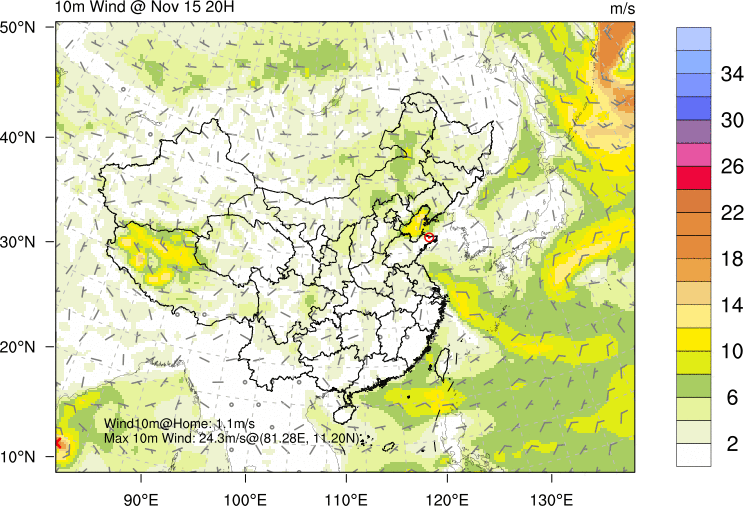 10m Wind @ Nov 15 20H
m/s
50°N
40°N
30°N
20°N
10°N
34
30
26
22
18
14
10
6
2
Wind10m@Home: 1.1m/s
Max 10m Wind: 24.3m/s@(81.28E, 11.20N)
90°E
100°E
110°E
120°E
130°E